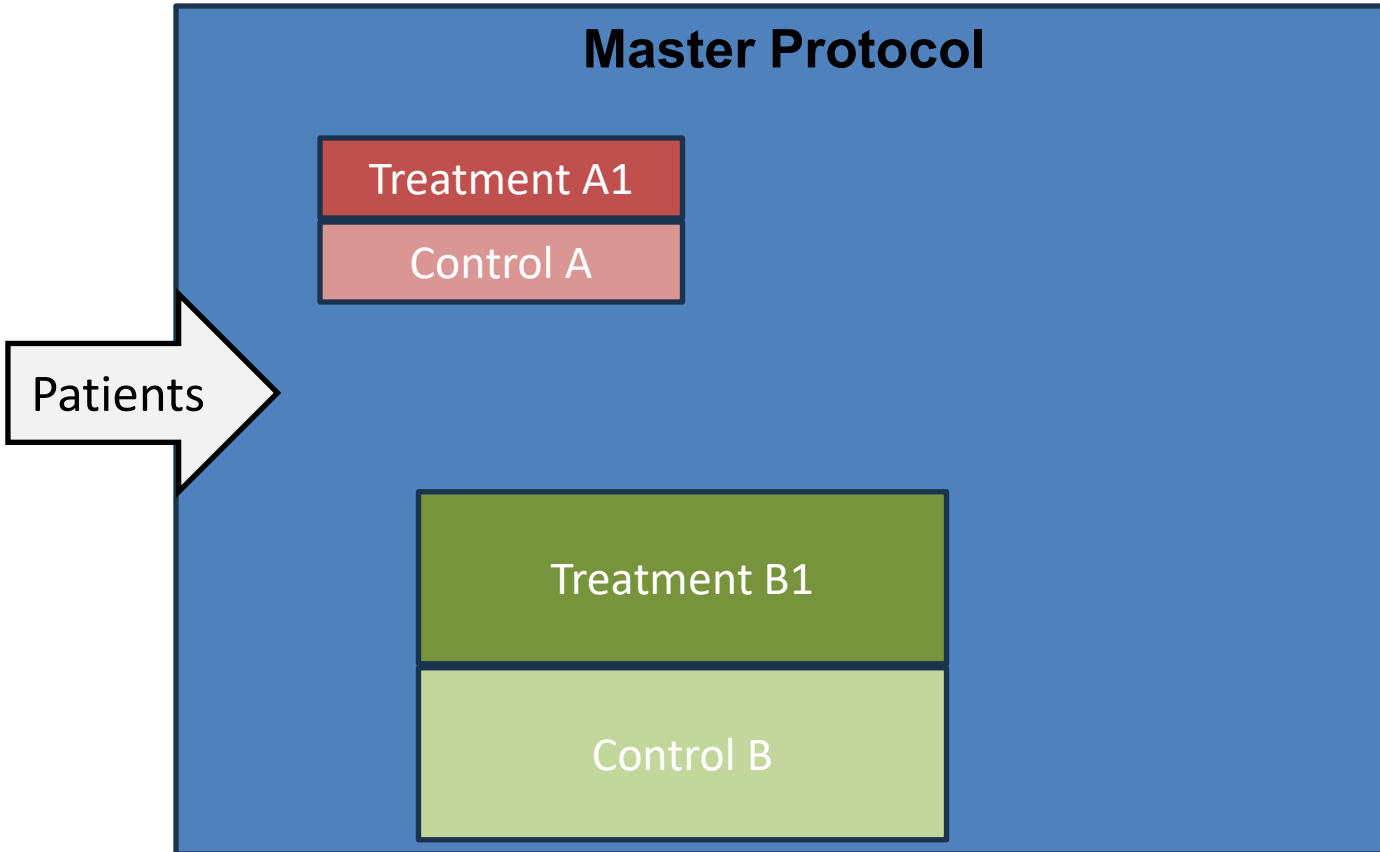 Master Protocol
Treatment A1
Control A
Patients
Treatment B1
Control B